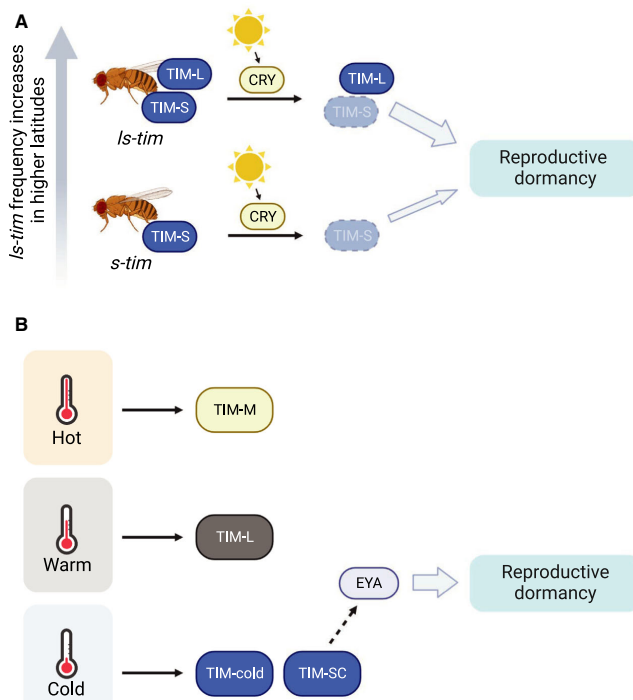 A
ls-tim frequency increases
in higher latitudes
TIM-L
TIM-S
ls-tim
CRY
TIM-L
TIM-S
Reproductive
dormancy
TIM-S
s-tim
CRY
TIM-S
B
Hot
TIM-M
Warm
TIM-L
EYA
Reproductive
dormancy
Cold
TIM-cold
TIM-SC